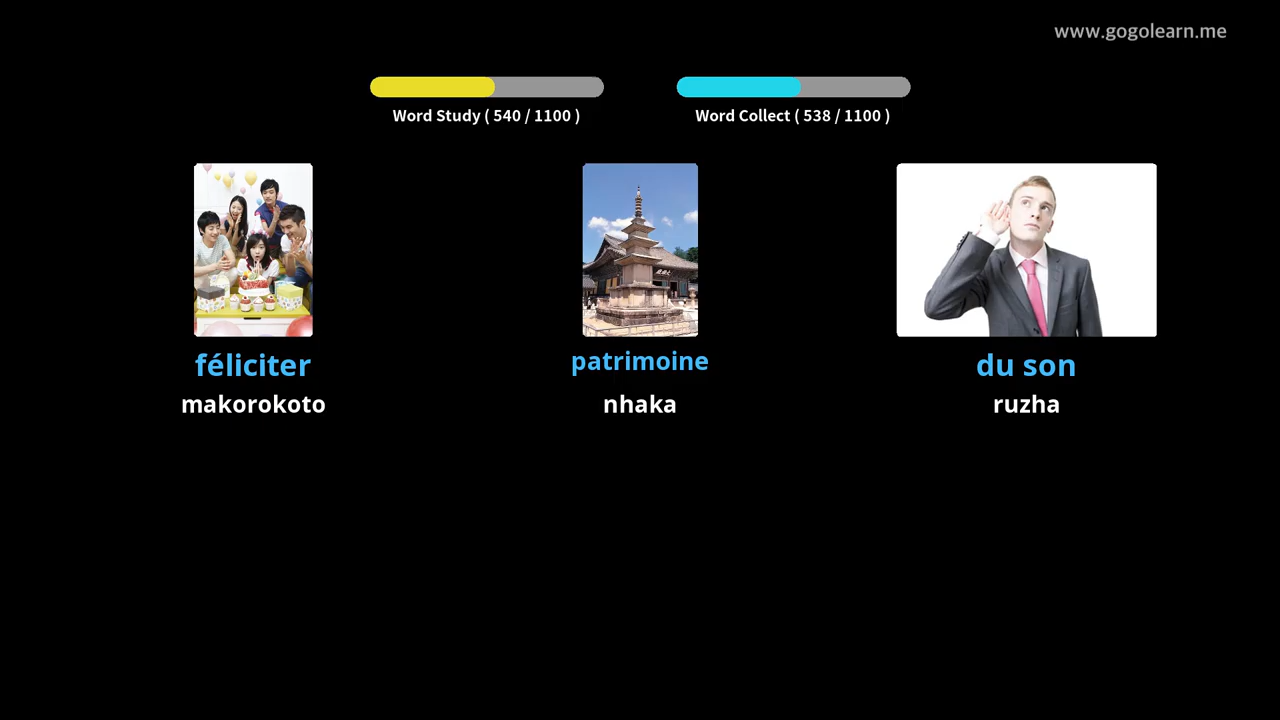 www.gogolearn.me
Word Study ( 540 / 1100 )
Word Collect ( 538 / 1100 )
féliciter
patrimoine
du son
makorokoto
nhaka
ruzha